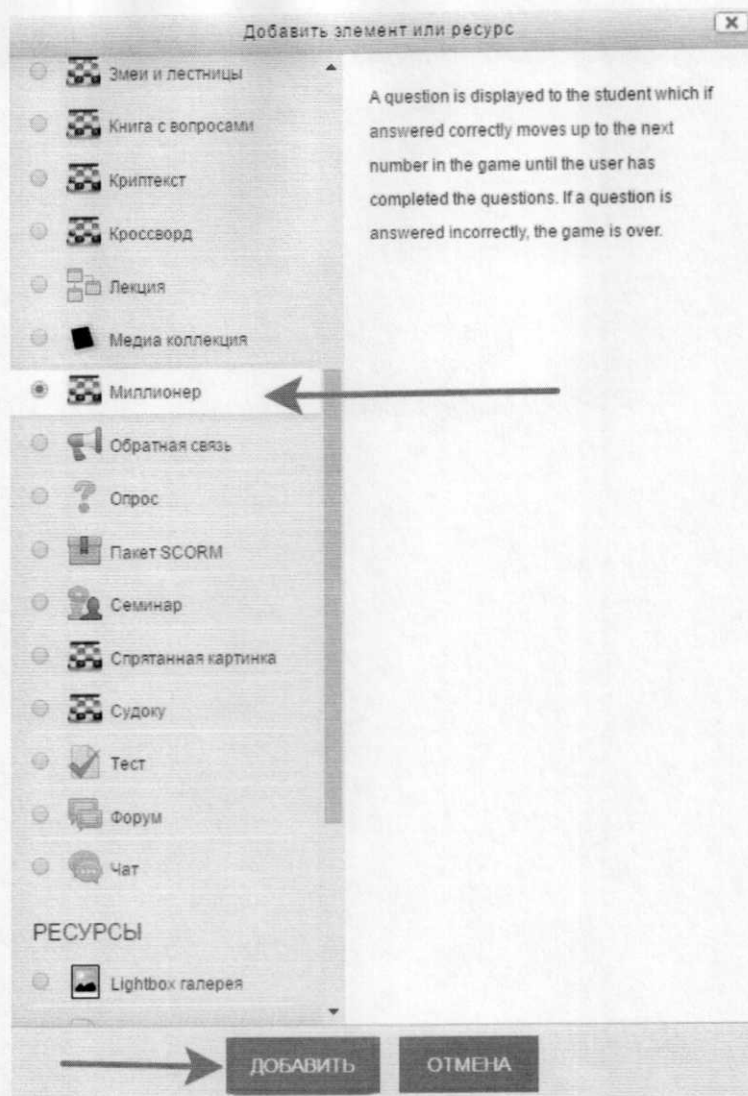 Добавить элемент или ресурс
Змеи и лестницы
Книга с вопросами
Криптекст
Кроссворд
Лекция
Медиа коллекция
Миллионер
Обратная связь
Опрос
Пакет SCORM
Семинар
Спрятанная картинка
Судоку
Тест
Форум
Чат
РЕСУРСЫ
Lightbox галерея
A question is displayed to the student which if
answered correctly moves up to the next
number in the game until the user has
completed the questions. If a question is
answered incorrectly, the game is over.
ДОБАВИТЬ
ОТМЕНА